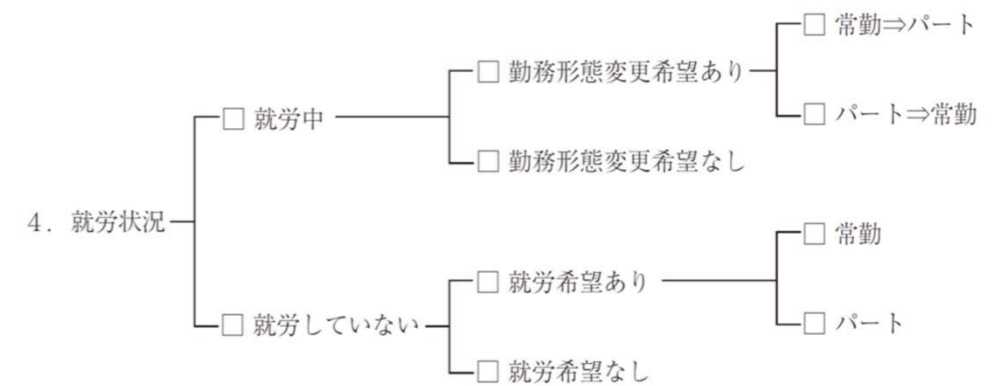 □ 常勤⇒パート
□ 勤務形態変更希望あり
□ パート⇒常勤
□ 就労中
□ 勤務形態変更希望なし
4．就労状況
□ 常勤
□ 就労希望あり
□ 就労していない
□ パート
□ 就労希望なし